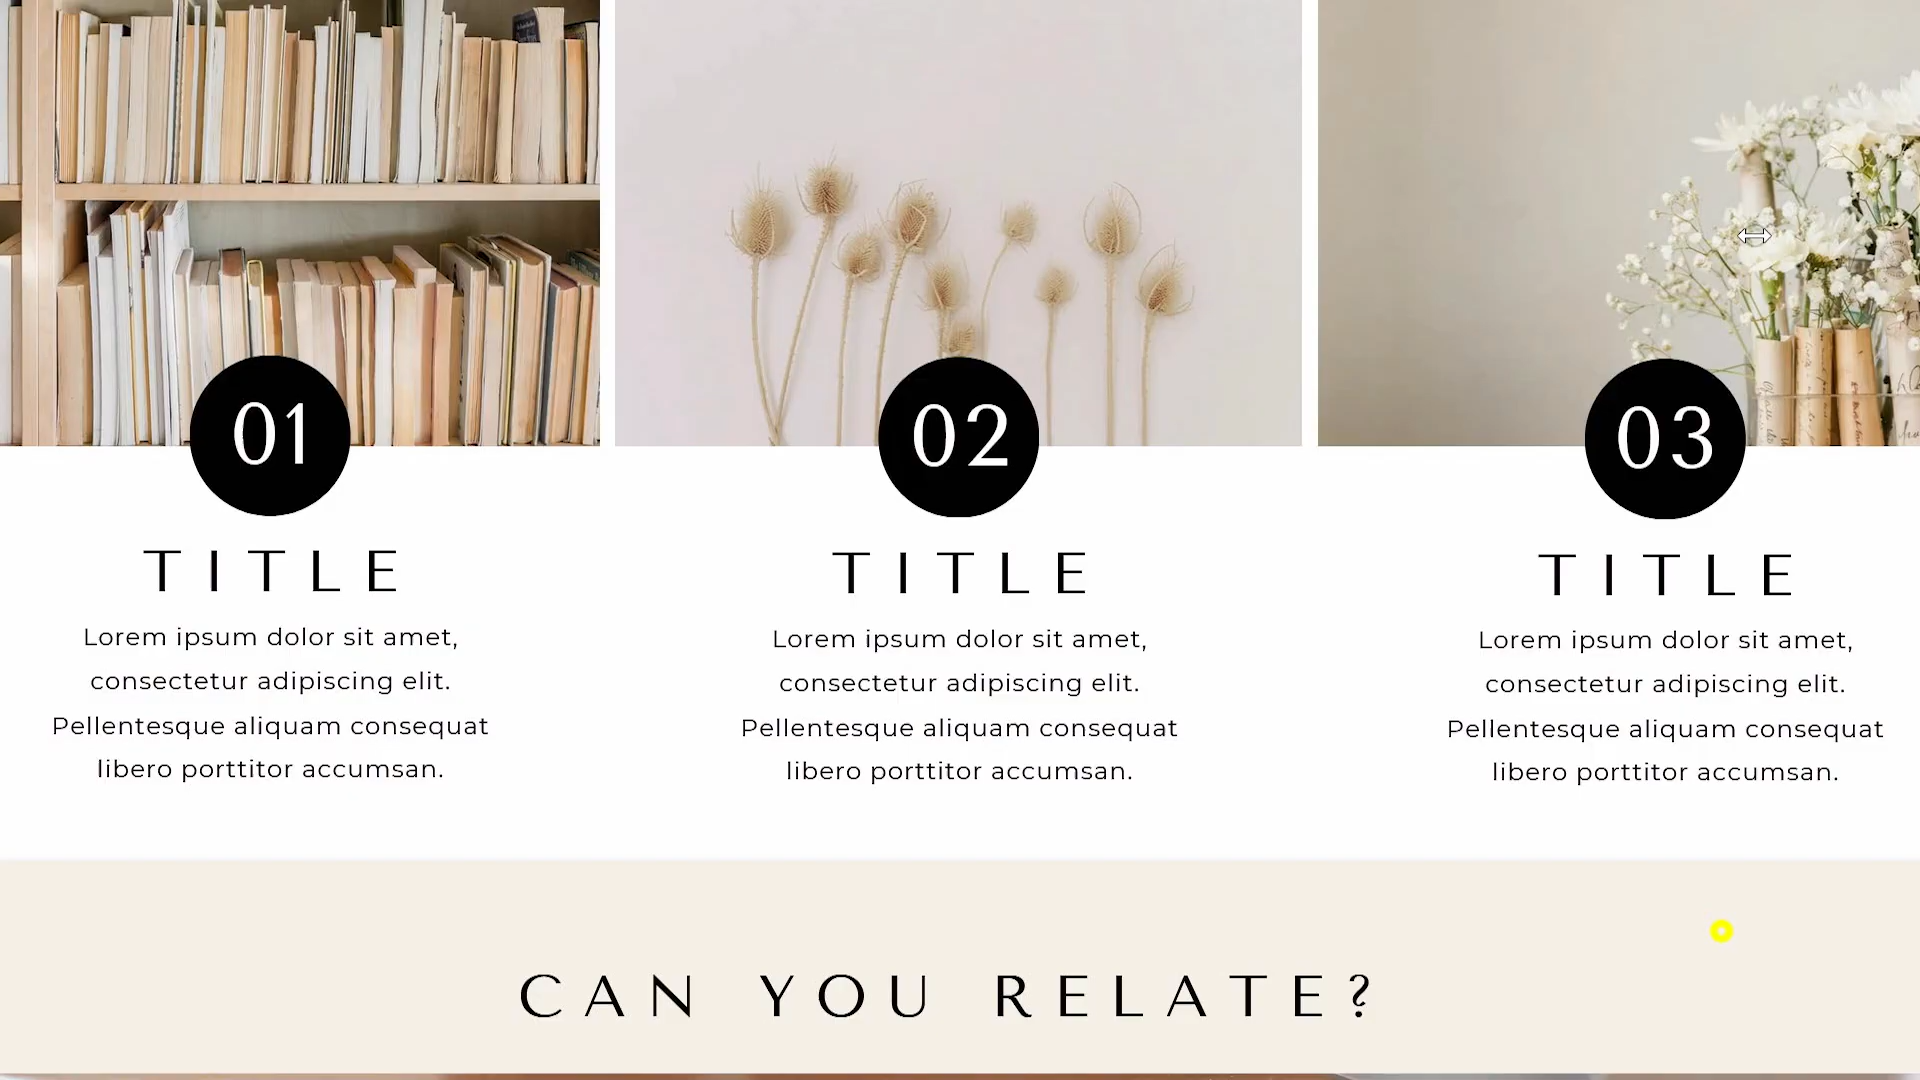 01
TITLE
Lorem ipsum dolor sit amet,
consectetur adipiscing elit.
Pellentesque aliquam consequat
libero porttitor accumsan.
02
TITLE
Lorem ipsum dolor sit amet,
consectetur adipiscing elit.
Pellentesque aliquam consequat
libero porttitor accumsan.
03
TITLE
Lorem ipsum dolor sit amet,
consectetur adipiscing elit.
Pellentesque aliquam consequat
libero porttitor accumsan.
CAN YOU RELATE?